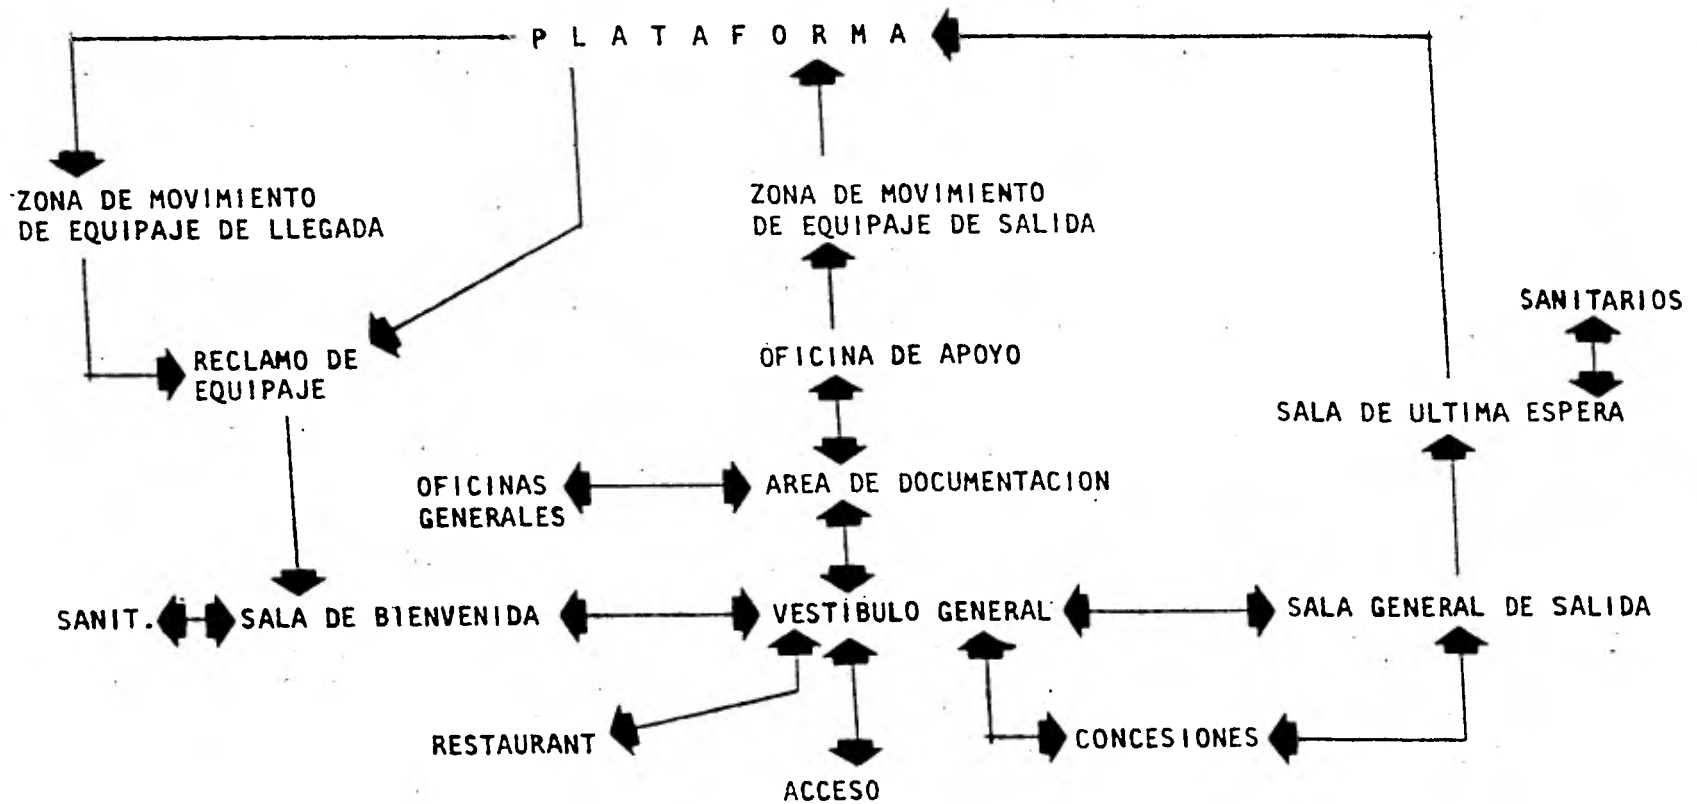 P L A T A F O R M A
ZONA DE MOVIMIENTO
DE EQUIPAJE DE LLEGADA
ZONA DE MOVIMIENTO
DE EQUIPAJE DE SALIDA
SANITARIOS
RECLAMO DE
EQUIPAJE
OFICINA DE APOYO
SALA DE ULTIMA ESPERA
OFICINAS
GENERALES
AREA DE DOCUMENTACION
SANIT.
SALA DE BIENVENIDA
VESTIBULO GENERAL
SALA GENERAL DE SALIDA
RESTAURANT
CONCESIONES
ACCESO